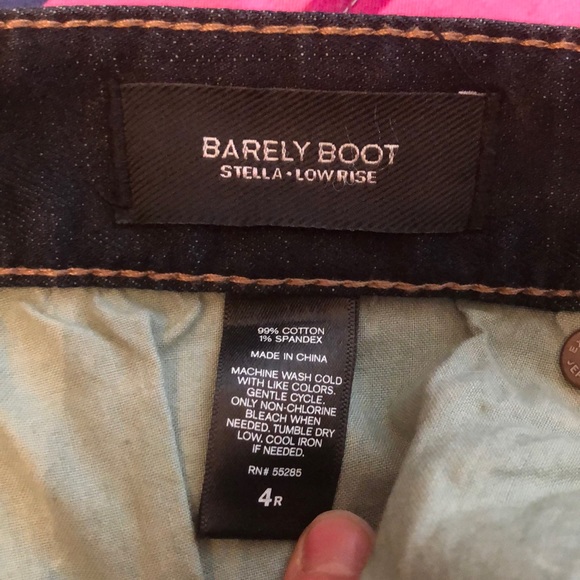 BARELY BOOT
STELLA • LOW RISE
99% COTTON
1% SPANDEX
MADE IN CHINA
MACHINE WASH COLD
WITH LIKE COLORS.
GENTLE CYCLE.
ONLY NON-CHLORINE
BLEACH WHEN
NEEDED. TUMBLE DRY
LOW. COOL IRON
IF NEEDED.
RN# 55285
4R